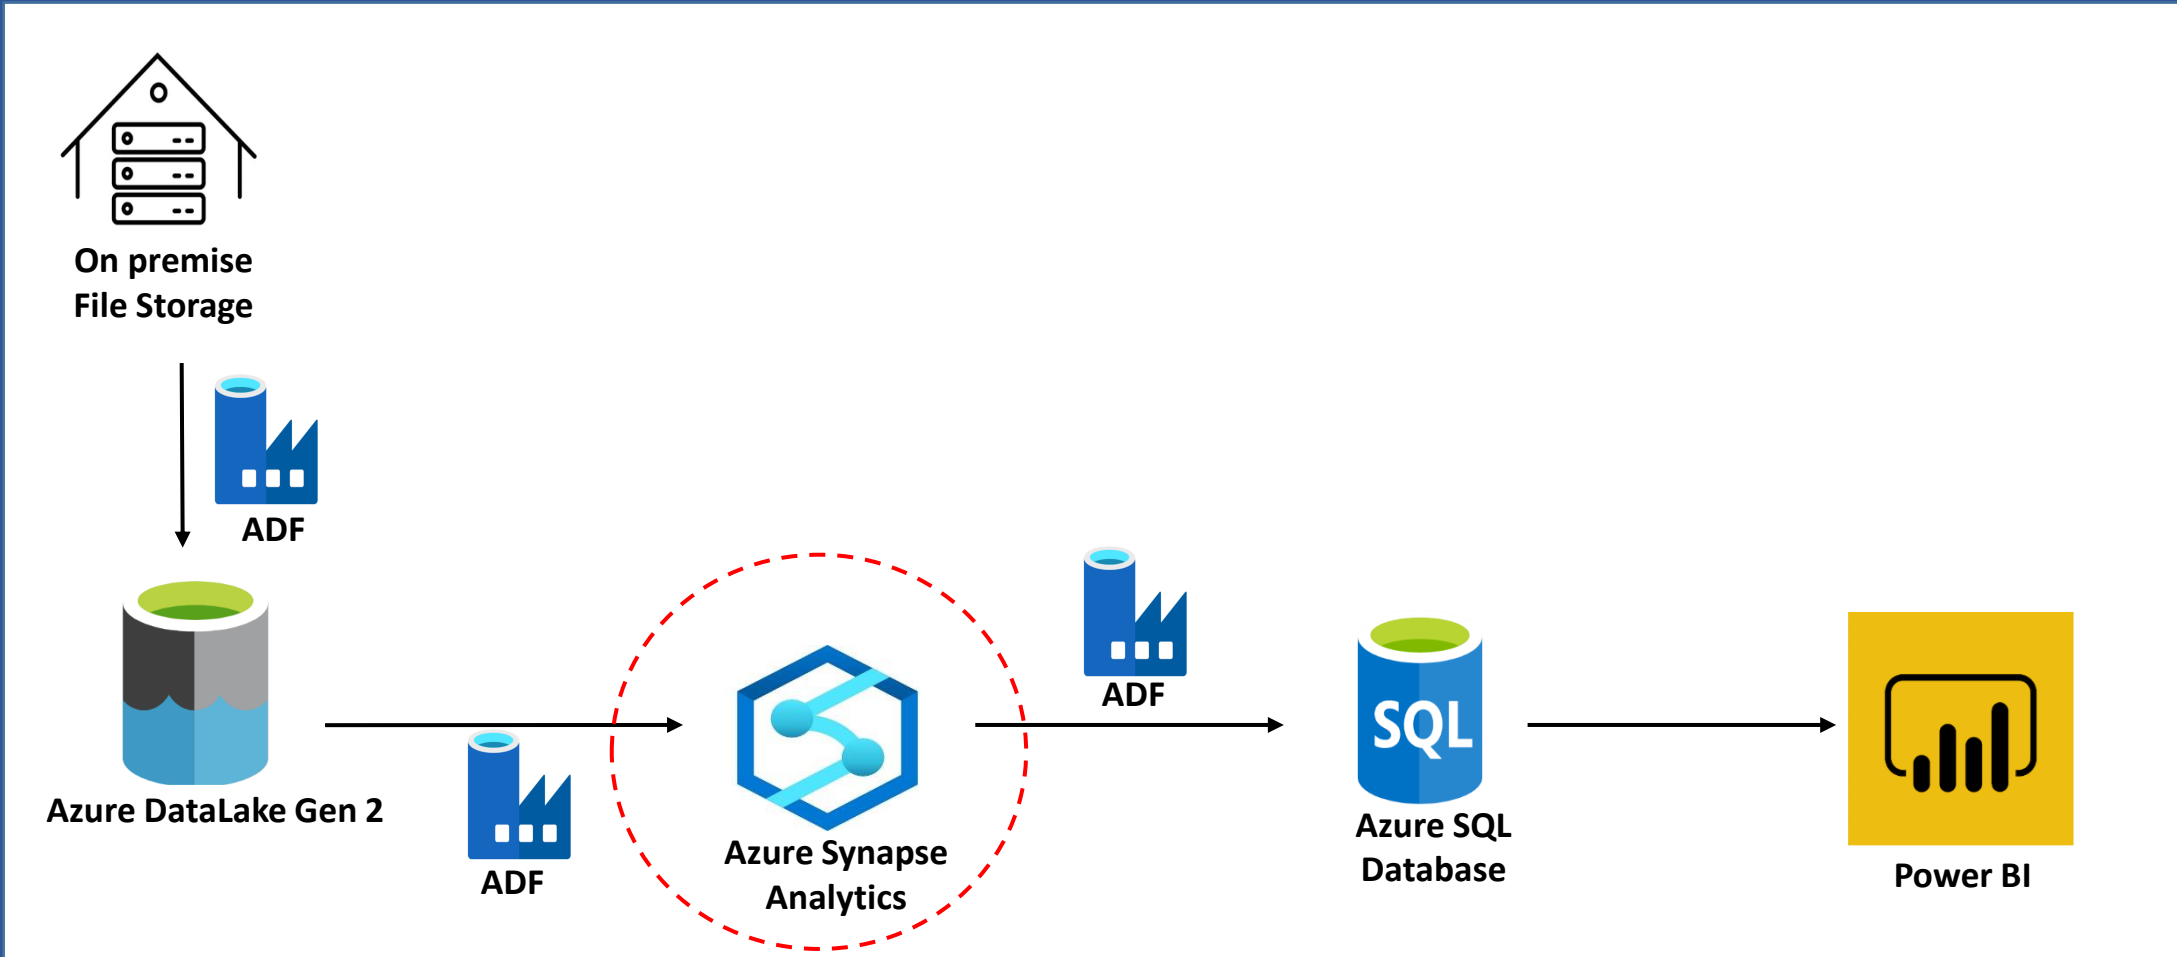 On premise
File Storage
ADF
Azure DataLake Gen 2
ADF
Azure Synapse
Analytics
ADF
SQL
Azure SQL
Database
Power BI